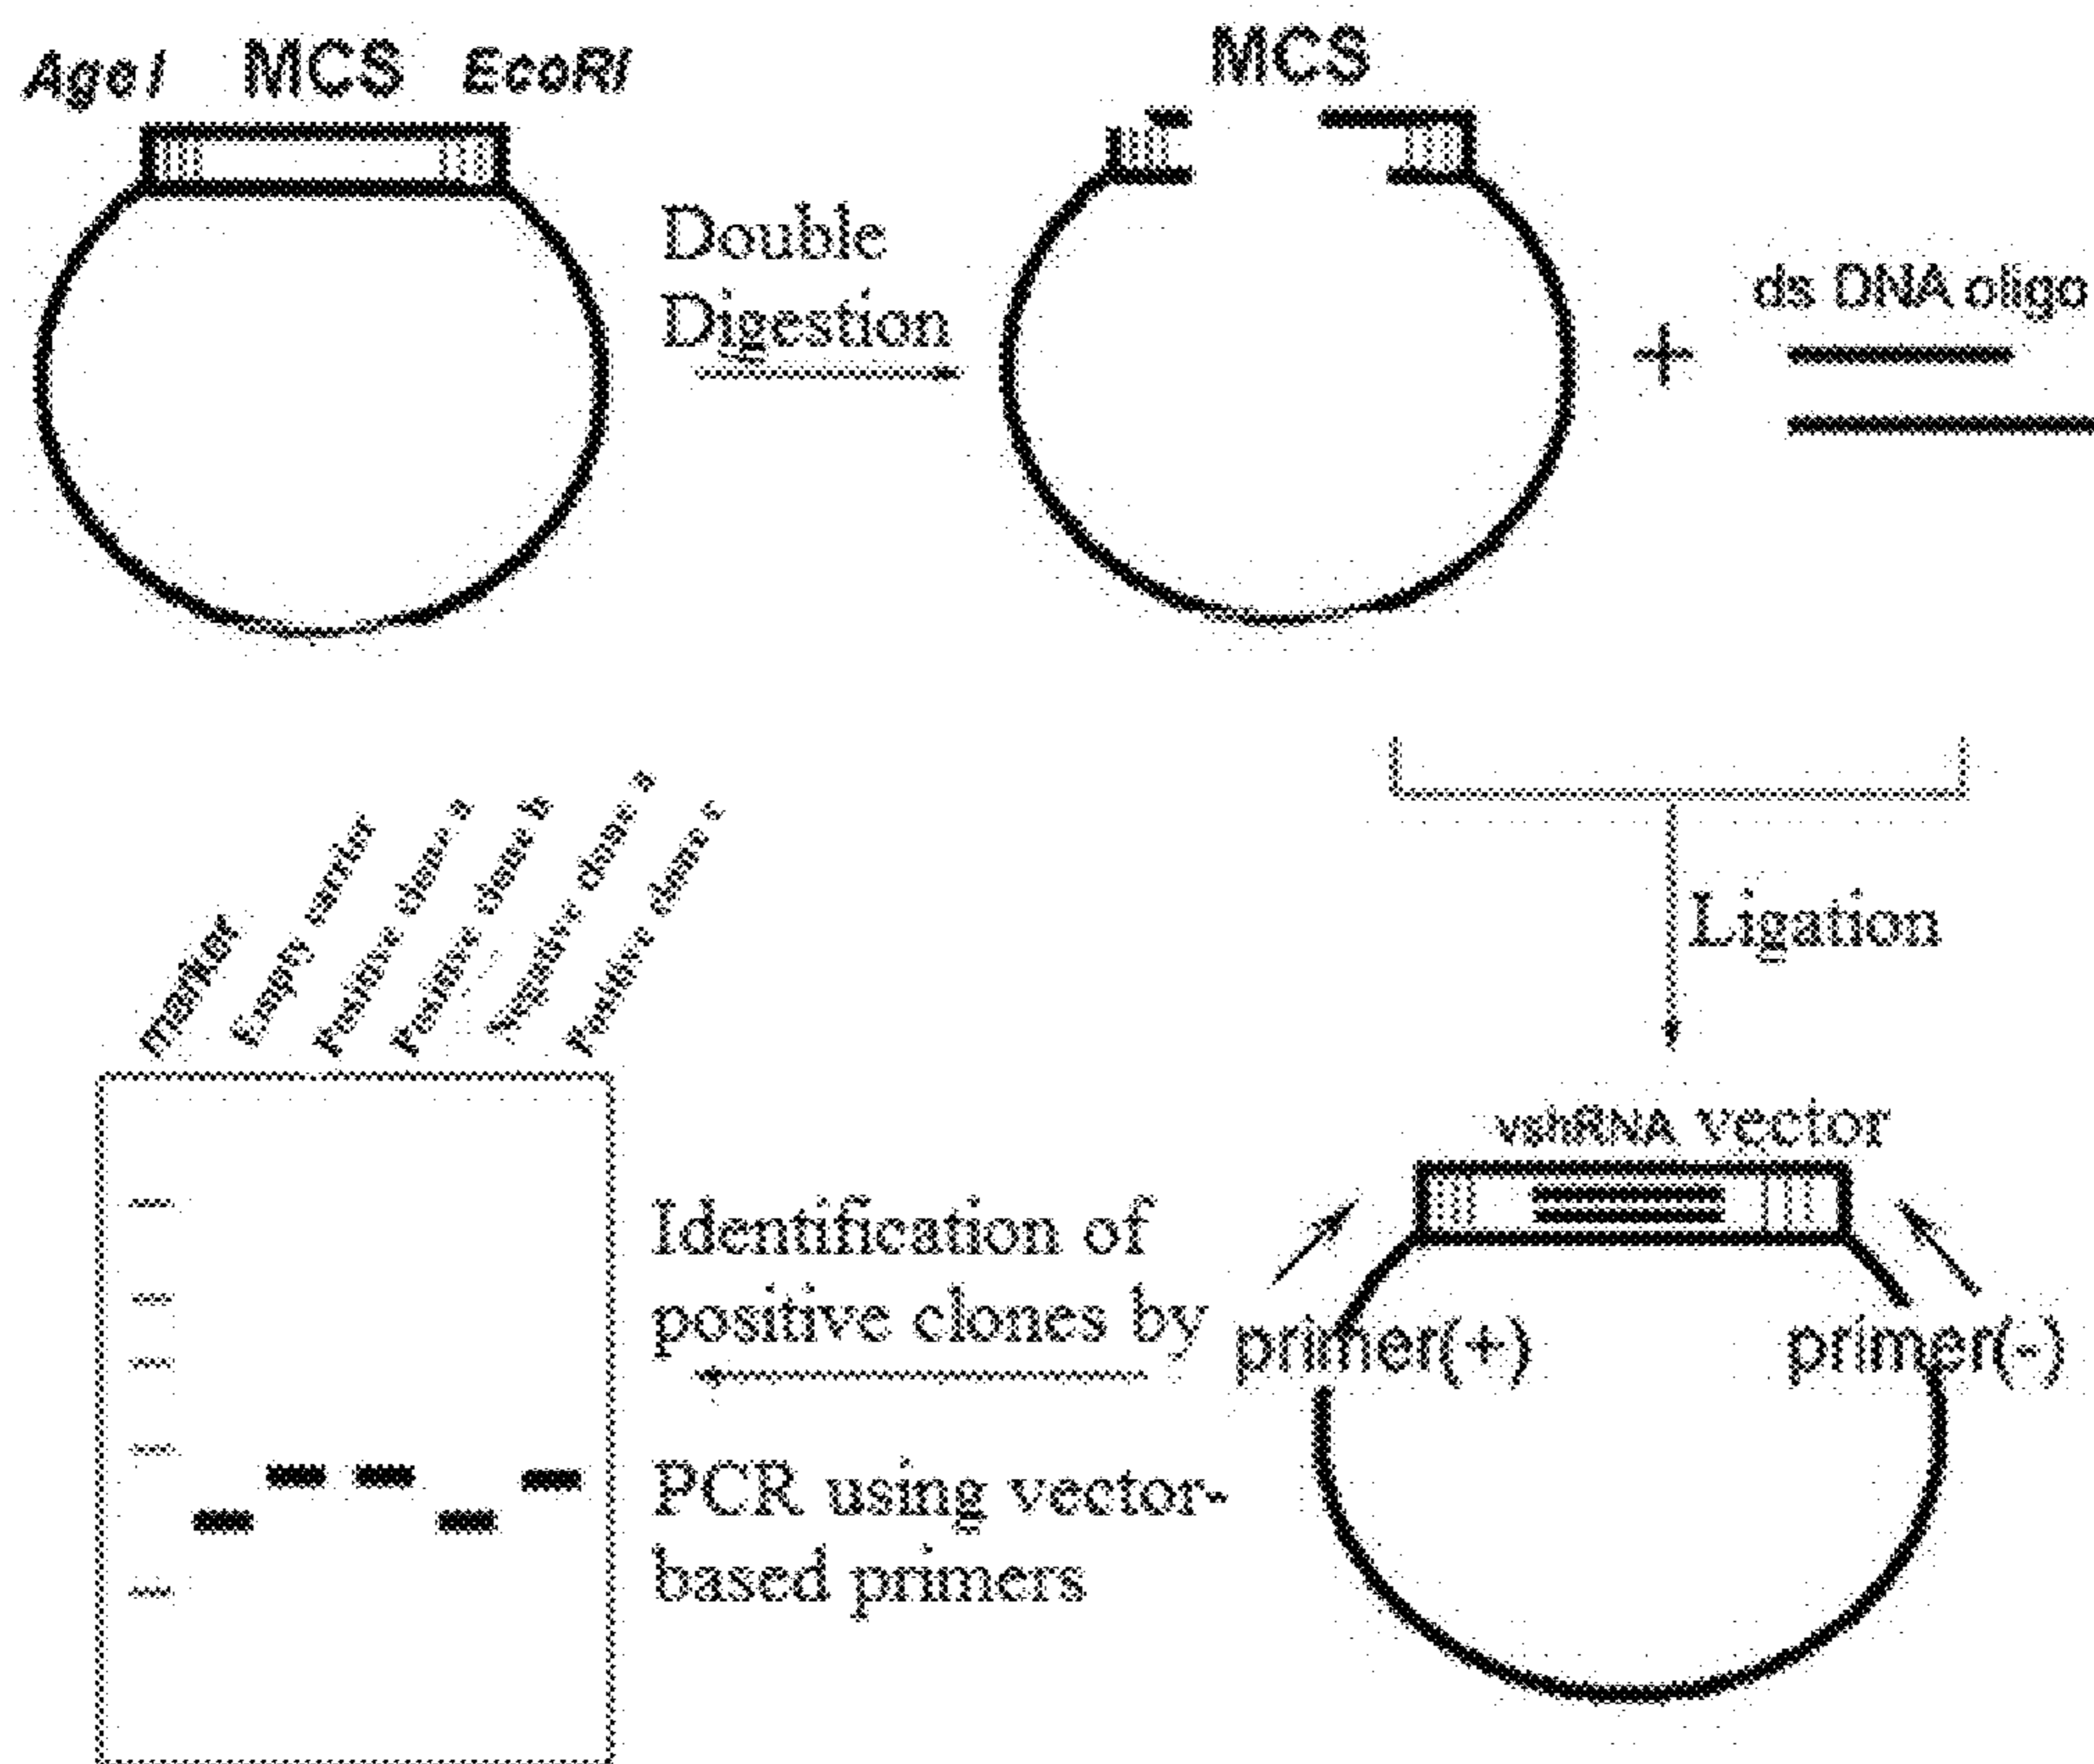 AgeI MCS EcoRI
MCS
Double
Digestion
+
ds DNA oligo
marker
Empty carrier
Positive clone a
Positive clone b
Negative clone a
Positive clone c
Ligation
vshRNA vector
primer(+)
primer(-)
Identification of
positive clones by
PCR using vector-
based primers